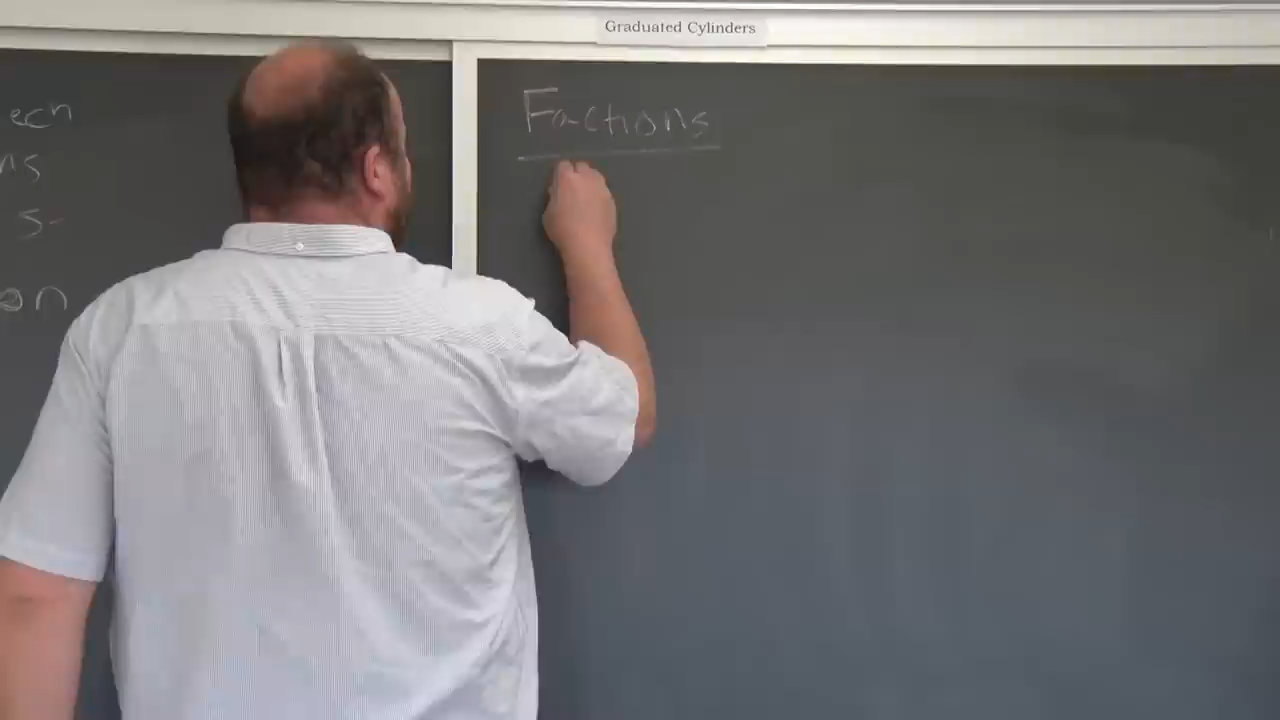 Graduated Cylinders
ech
ns
s-
on
Factions